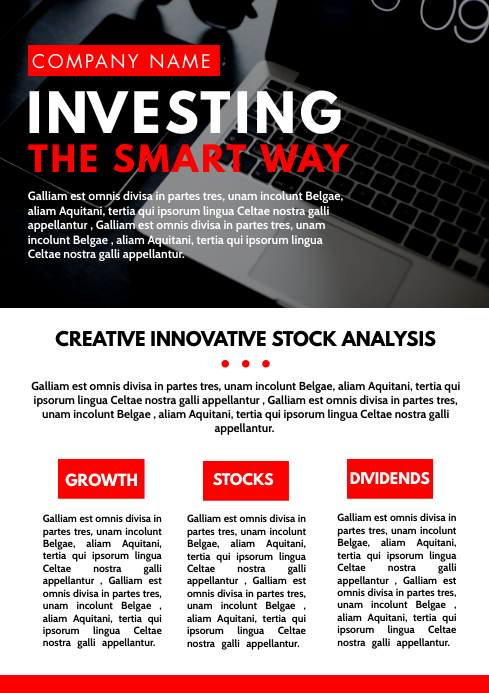 09
COMPANY NAME
INVESTING
THE SMART WAY
Galliam est omnis divisa in partes tres, unam incolunt Belgae,
aliam Aquitani, tertia qui ipsorum lingua Celtae nostra galli
appellantur , Galliam est omnis divisa in partes tres, unam
incolunt Belgae , aliam Aquitani, tertia qui ipsorum lingua
Celtae nostra galli appellantur.
CREATIVE INNOVATIVE STOCK ANALYSIS
Galliam est omnis divisa in partes tres, unam incolunt Belgae, aliam Aquitani, tertia qui
ipsorum lingua Celtae nostra galli appellantur , Galliam est omnis divisa in partes tres,
unam incolunt Belgae , aliam Aquitani, tertia qui ipsorum lingua Celtae nostra galli
appellantur.
GROWTH
Galliam est omnis divisa in
partes tres, unam incolunt
Belgae, aliam Aquitani,
tertia qui ipsorum lingua
Celtae nostra galli
appellantur , Galliam est
omnis divisa in partes tres,
unam incolunt Belgae ,
aliam Aquitani, tertia qui
ipsorum lingua Celtae
nostra galli appellantur.
STOCKS
Galliam est omnis divisa in
partes tres, unam incolunt
Belgae, aliam Aquitani,
tertia qui ipsorum lingua
Celtae nostra galli
appellantur , Galliam est
omnis divisa in partes tres,
unam incolunt Belgae ,
aliam Aquitani, tertia qui
ipsorum lingua Celtae
nostra galli appellantur.
DIVIDENDS
Galliam est omnis divisa in
partes tres, unam incolunt
Belgae, aliam Aquitani,
tertia qui ipsorum lingua
Celtae nostra galli
appellantur , Galliam est
omnis divisa in partes tres,
unam incolunt Belgae ,
aliam Aquitani, tertia qui
ipsorum lingua Celtae
nostra galli appellantur.